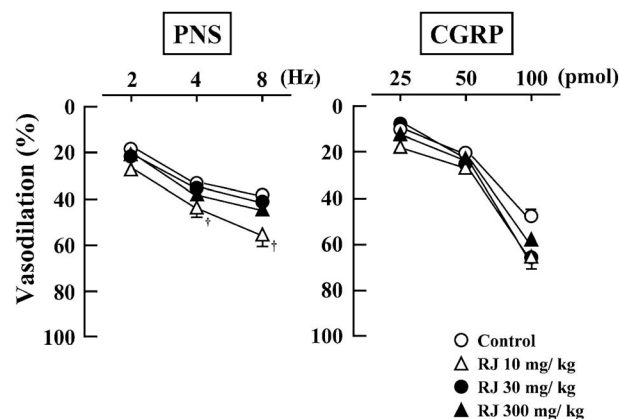 PNS
2 4 8 (Hz)
Vasodilation (%)
0
20
40
60
80
100
†
†
CGRP
25 50 100 (pmol)
0
20
40
60
80
100
Control
RJ 10 mg/ kg
RJ 30 mg/ kg
RJ 300 mg/ kg